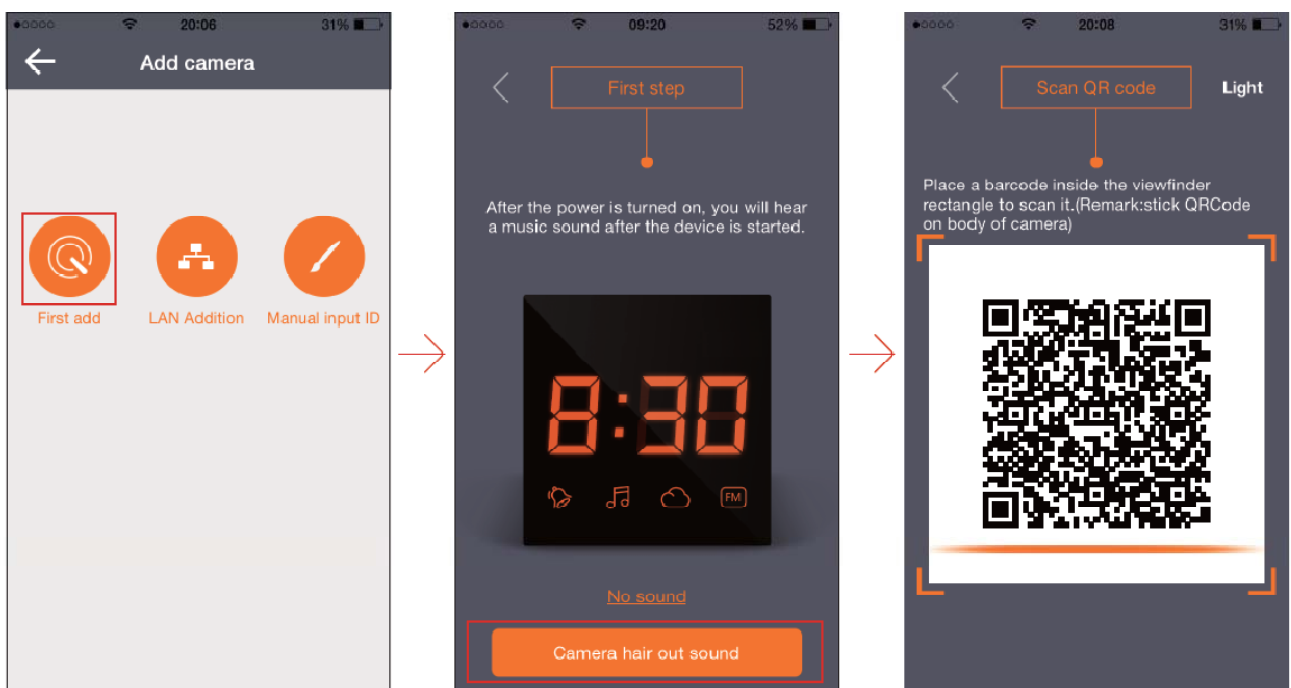 20:06
31%
Add camera
First add
LAN Addition
Manual input ID
09:20
52%
First step
After the power is turned on, you will hear
a music sound after the device is started.
8:30
FM
No sound
Camera hair out sound
20:08
31%
Scan QR code
Light
Place a barcode inside the viewfinder
rectangle to scan it.(Remark:stick QRCode
on body of camera)